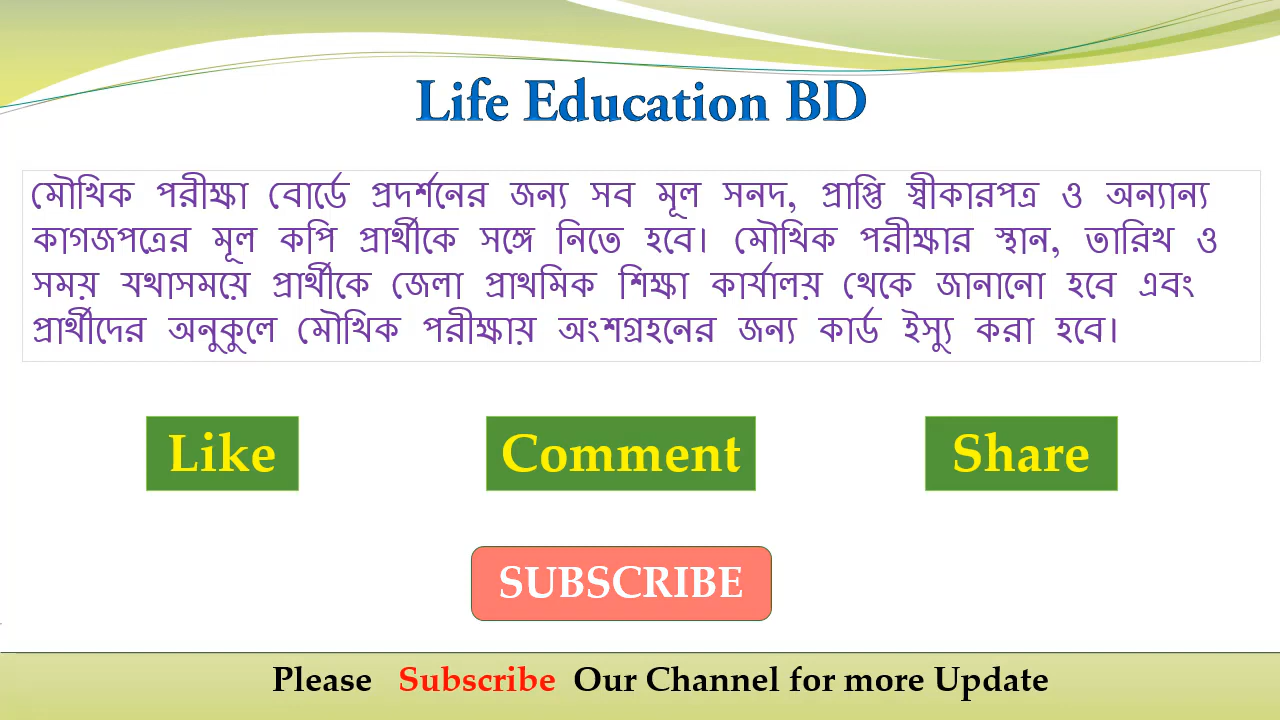 Life Education BD
মৌখিক পরীক্ষা বোর্ডে প্রদর্শনের জন্য সব মূল সনদ, প্রাপ্তি স্বীকারপত্র ও অন্যান্য
কাগজপত্রের মূল কপি প্রার্থীকে সঙ্গে নিতে হবে। মৌখিক পরীক্ষার স্থান, তারিখ ও
সময় যথাসময়ে প্রার্থীকে জেলা প্রাথমিক শিক্ষা কার্যালয় থেকে জানানো হবে এবং
প্রার্থীদের অনুকুলে মৌখিক পরীক্ষায় অংশগ্রহনের জন্য কার্ড ইস্যু করা হবে।
Like Comment Share
SUBSCRIBE
Please Subscribe Our Channel for more Update